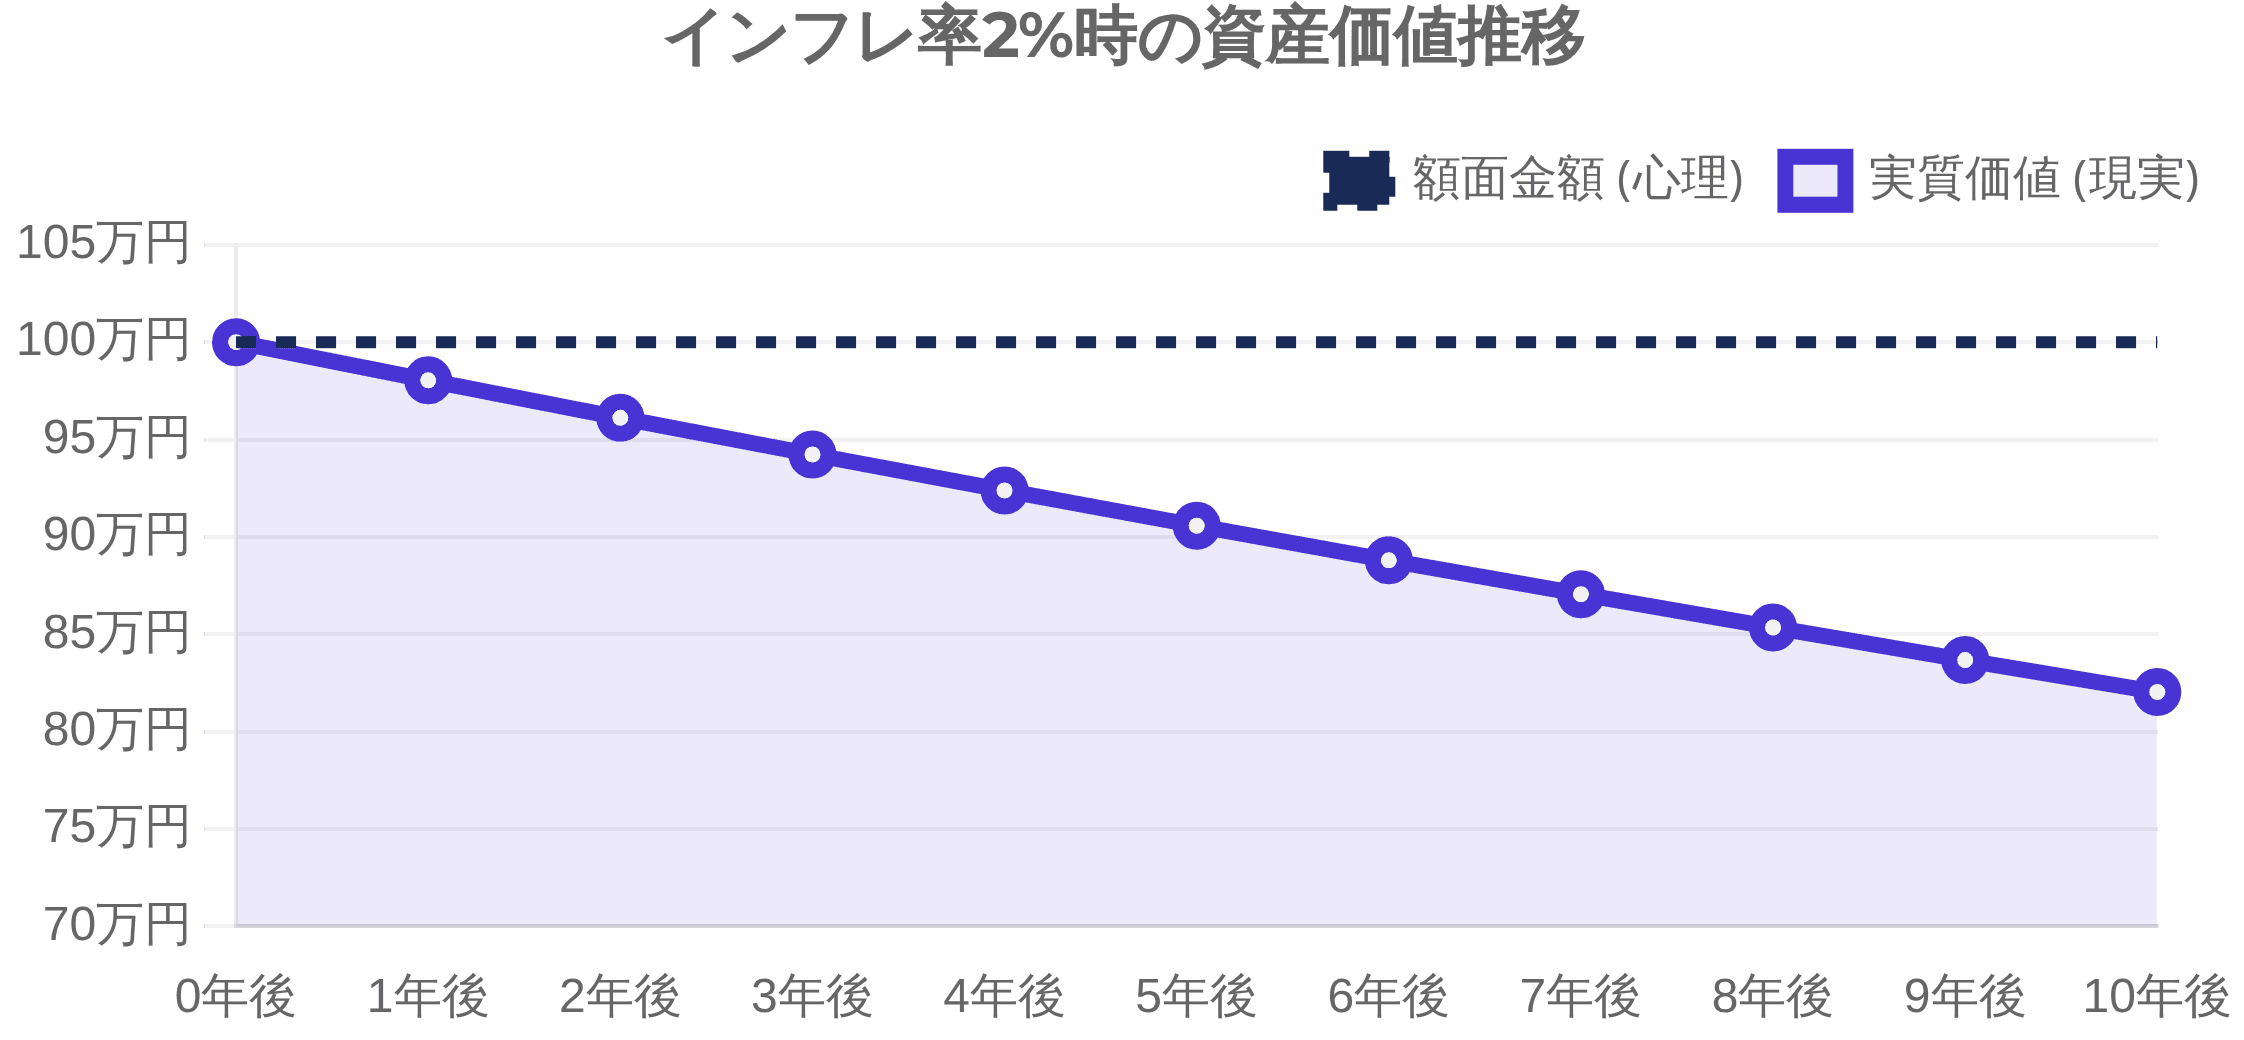 インフレ率2%時の資産価値推移
額面金額 (心理) 実質価値 (現実)
105万円
100万円
95万円
90万円
85万円
80万円
75万円
70万円
0年後 1年後 2年後 3年後 4年後 5年後 6年後 7年後 8年後 9年後 10年後